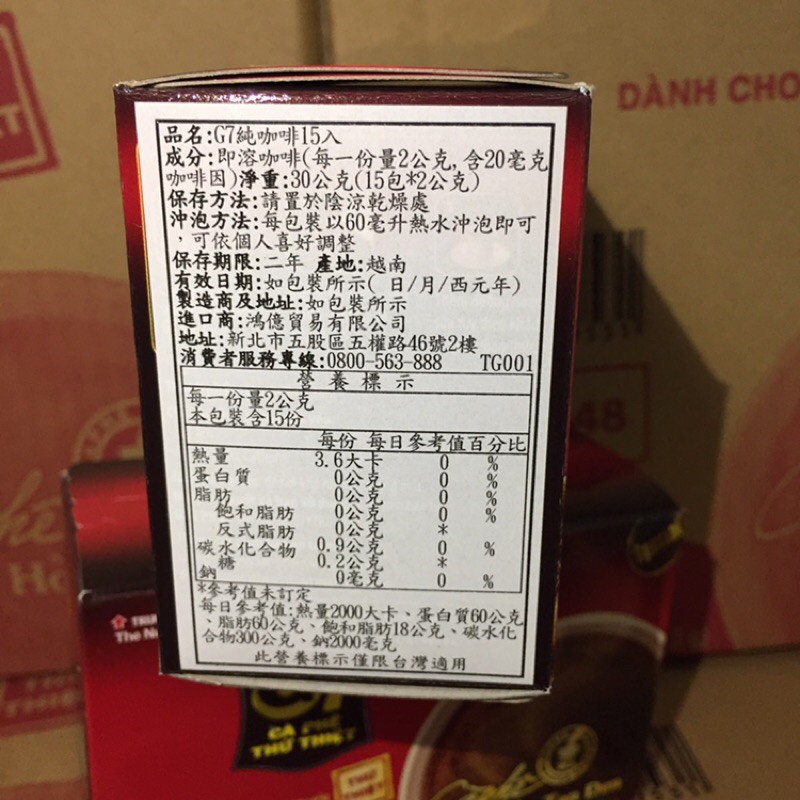 DÀNH CHO
品名:G7純咖啡15入
成分:即溶咖啡(每一份量2公克,含20毫克
咖啡因)淨重:30公克(15包*2公克)
保存方法:請置於陰涼乾燥處
沖泡方法:每包裝以60毫升熱水沖泡即可
，可依個人喜好調整
保存期限:二年 產地:越南
有效日期:如包裝所示( 日/月/西元年)
製造商及地址:如包裝所示
進口商:鴻億貿易有限公司
地址:新北市五股區五權路46號2樓
消費者服務專線:0800-563-888 TG001
營養標示
每一份量2公克
本包裝含15份
每份 每日參考值百分比
熱量 3.6大卡 0 %
蛋白質 0公克 0 %
脂肪 0公克 0 %
飽和脂肪 0公克 0 %
反式脂肪 0公克 *
碳水化合物 0.9公克 0 %
糖 0.2公克 *
鈉 0毫克 0 %
*參考值未訂定
每日參考值:熱量2000大卡、蛋白質60公克
、脂肪60公克、飽和脂肪18公克、碳水化
合物300公克、鈉2000毫克
此營養標示僅限台灣適用
48
The
CÀ PHÊ
THỨ THIỆT